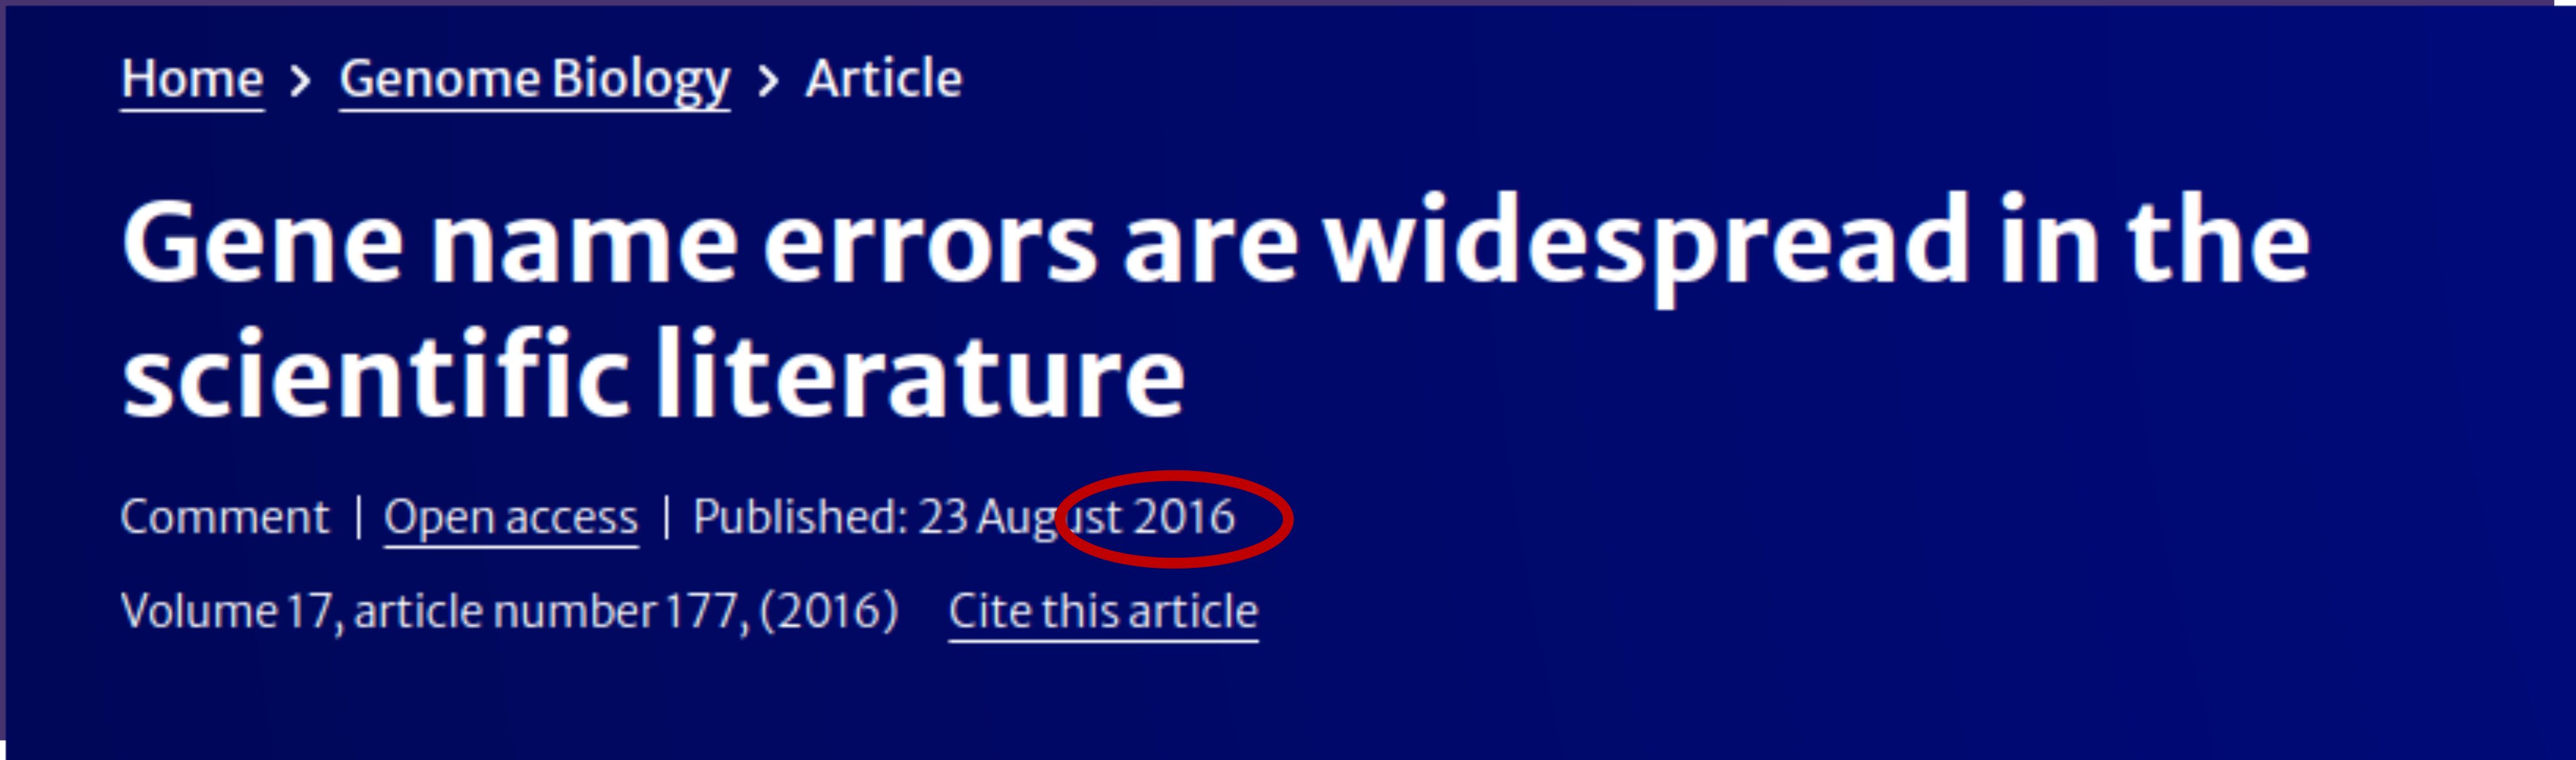 Home > Genome Biology > Article
Gene name errors are widespread in the
scientific literature
Comment | Open access | Published: 23 August 2016
Volume 17, article number 177, (2016) Cite this article